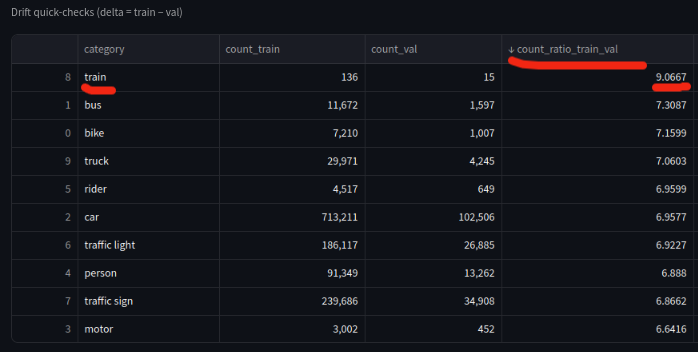 Drift quick-checks (delta = train − val)
category count_train count_val ↓ count_ratio_train_val
8 train 136 15 9.0667
1 bus 11,672 1,597 7.3087
0 bike 7,210 1,007 7.1599
9 truck 29,971 4,245 7.0603
5 rider 4,517 649 6.9599
2 car 713,211 102,506 6.9577
6 traffic light 186,117 26,885 6.9227
4 person 91,349 13,262 6.888
7 traffic sign 239,686 34,908 6.8662
3 motor 3,002 452 6.6416